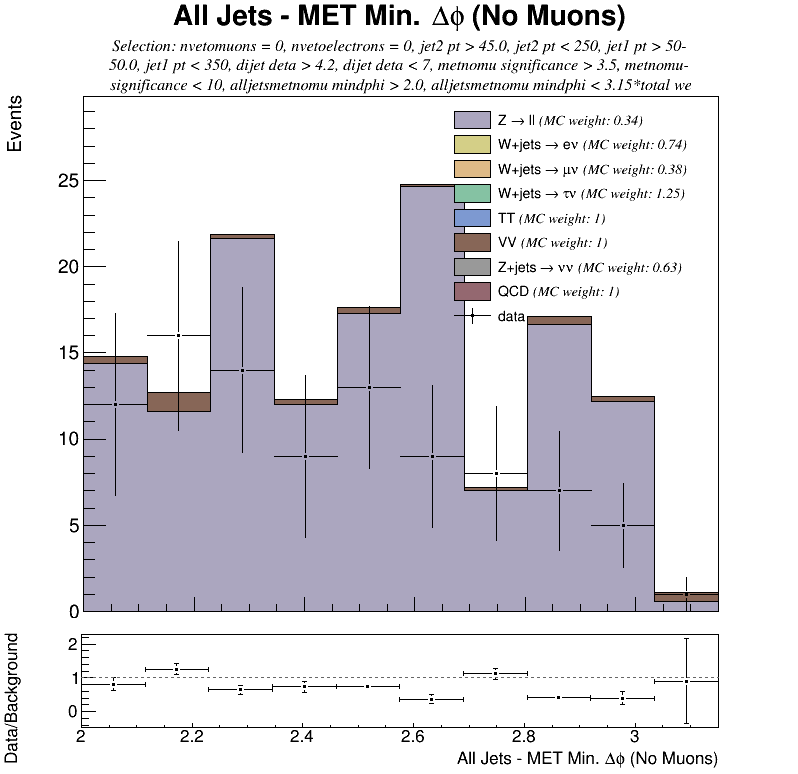 All Jets - MET Min. Δϕ (No Muons)
Selection: nvetomuons = 0, nvetoelectrons = 0, jet2 pt > 45.0, jet2 pt < 250, jet1 pt > 50-
50.0, jet1 pt < 350, dijet deta > 4.2, dijet deta < 7, metnomu significance > 3.5, metnomu-
significance < 10, alljetsmetnomu mindphi > 2.0, alljetsmetnomu mindphi < 3.15*total we
Events
25
20
15
10
5
0
Z → ll (MC weight: 0.34)
W+jets → eν (MC weight: 0.74)
W+jets → μν (MC weight: 0.38)
W+jets → τν (MC weight: 1.25)
TT (MC weight: 1)
VV (MC weight: 1)
Z+jets → νν (MC weight: 0.63)
QCD (MC weight: 1)
data
Data/Background
2
1
0
2 2.2 2.4 2.6 2.8 3
All Jets - MET Min. Δϕ (No Muons)